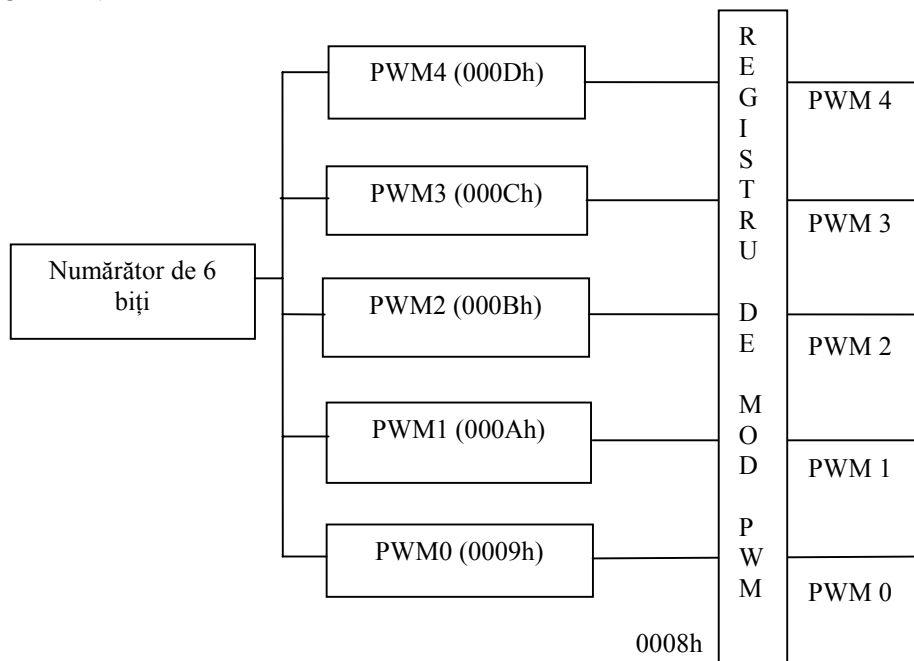 PWM4 (000Dh)
PWM3 (000Ch)
Numărător de 6
biți
PWM2 (000Bh)
PWM1 (000Ah)
PWM0 (0009h)
0008h
R
E
G
I
S
T
R
U
D
E
M
O
D
P
W
M
PWM 4
PWM 3
PWM 2
PWM 1
PWM 0